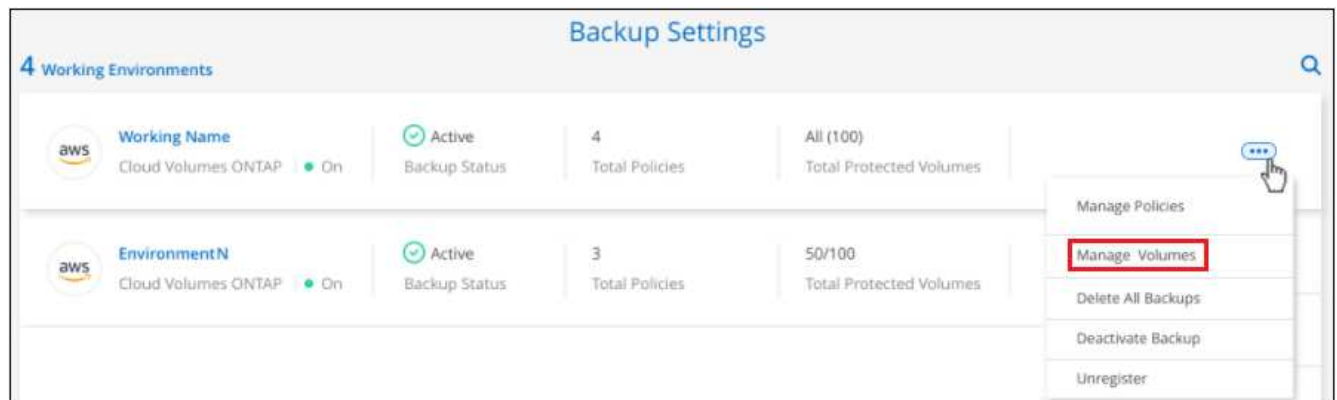 Backup Settings
4 Working Environments
aws
Working Name
Cloud Volumes ONTAP
On
Active
Backup Status
4
Total Policies
All (100)
Total Protected Volumes
Manage Policies
Manage Volumes
Delete All Backups
Deactivate Backup
Unregister
aws
EnvironmentN
Cloud Volumes ONTAP
On
Active
Backup Status
3
Total Policies
50/100
Total Protected Volumes